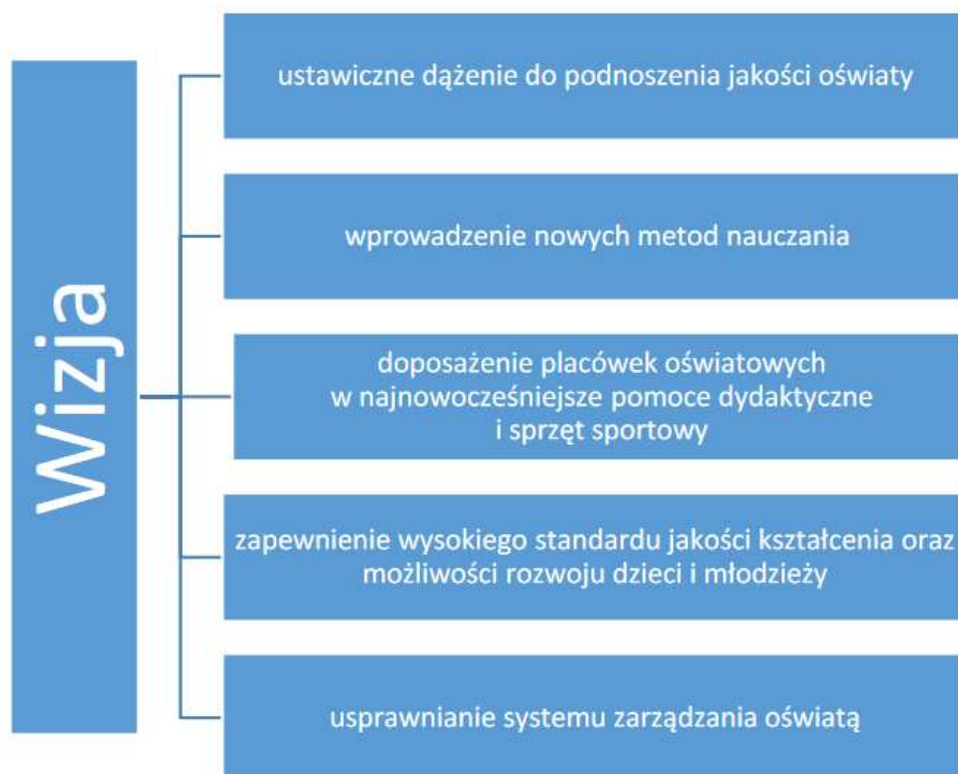 Wizja
ustawiczne dążenie do podnoszenia jakości oświaty
wprowadzenie nowych metod nauczania
doposażenie placówek oświatowych
w najnowocześniejsze pomoce dydaktyczne
i sprzęt sportowy
zapewnienie wysokiego standardu jakości kształcenia oraz
możliwości rozwoju dzieci i młodzieży
usprawnianie systemu zarządzania oświatą